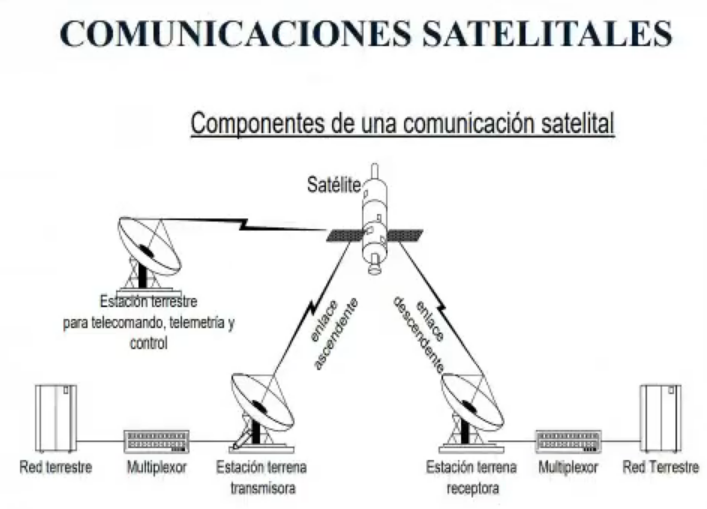 COMUNICACIONES SATELITALES
Componentes de una comunicación satelital
Satélite
Estación terrestre
para telecomando, telemetría y
control
enlace
ascendente
enlace
descendente
Red terrestre
Multiplexor
Estación terrena
transmisora
Estación terrena
receptora
Multiplexor
Red Terrestre